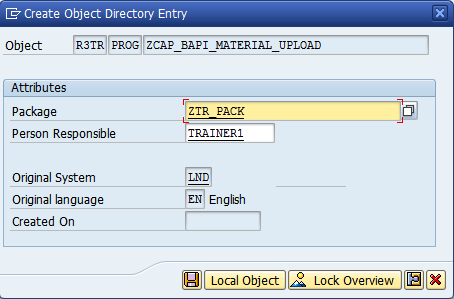 Create Object Directory Entry
Object R3TR PROG ZCAP_BAPI_MATERIAL_UPLOAD
Attributes
Package ZTR_PACK
Person Responsible TRAINER1
Original System LND
Original language EN English
Created On
Local Object Lock Overview